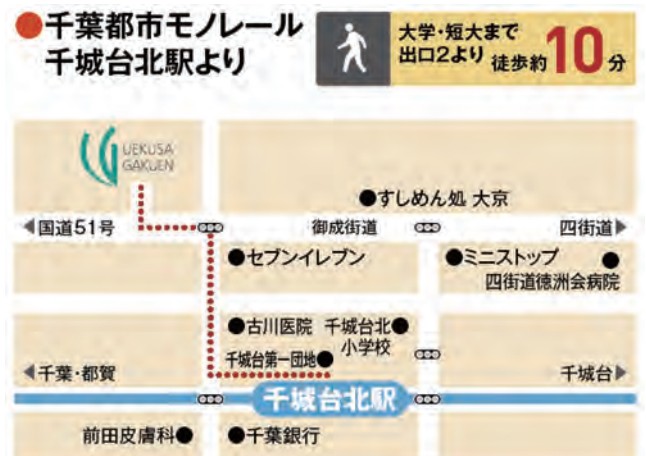 ●千葉都市モノレール
千城台北駅より
大学・短大まで
出口2より 徒歩約10分
UEKUSA
GAKUEN
●すしめん処 大京
◀国道51号
御成街道
四街道▶
●セブンイレブン
●ミニストップ
●
四街道徳洲会病院
●古川医院
千城台北●
小学校
千城台第一団地●
◀千葉・都賀
千城台▶
千城台北駅
前田皮膚科●
●千葉銀行